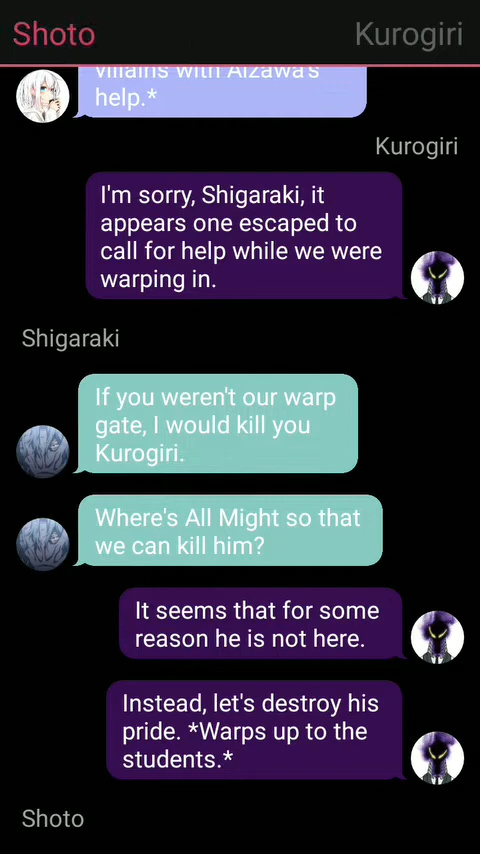 Shoto
Kurogiri
villains with Aizawa's
help.*
Kurogiri
I'm sorry, Shigaraki, it
appears one escaped to
call for help while we were
warping in.
Shigaraki
If you weren't our warp
gate, I would kill you
Kurogiri.
Where's All Might so that
we can kill him?
It seems that for some
reason he is not here.
Instead, let's destroy his
pride. *Warps up to the
students.*
Shoto